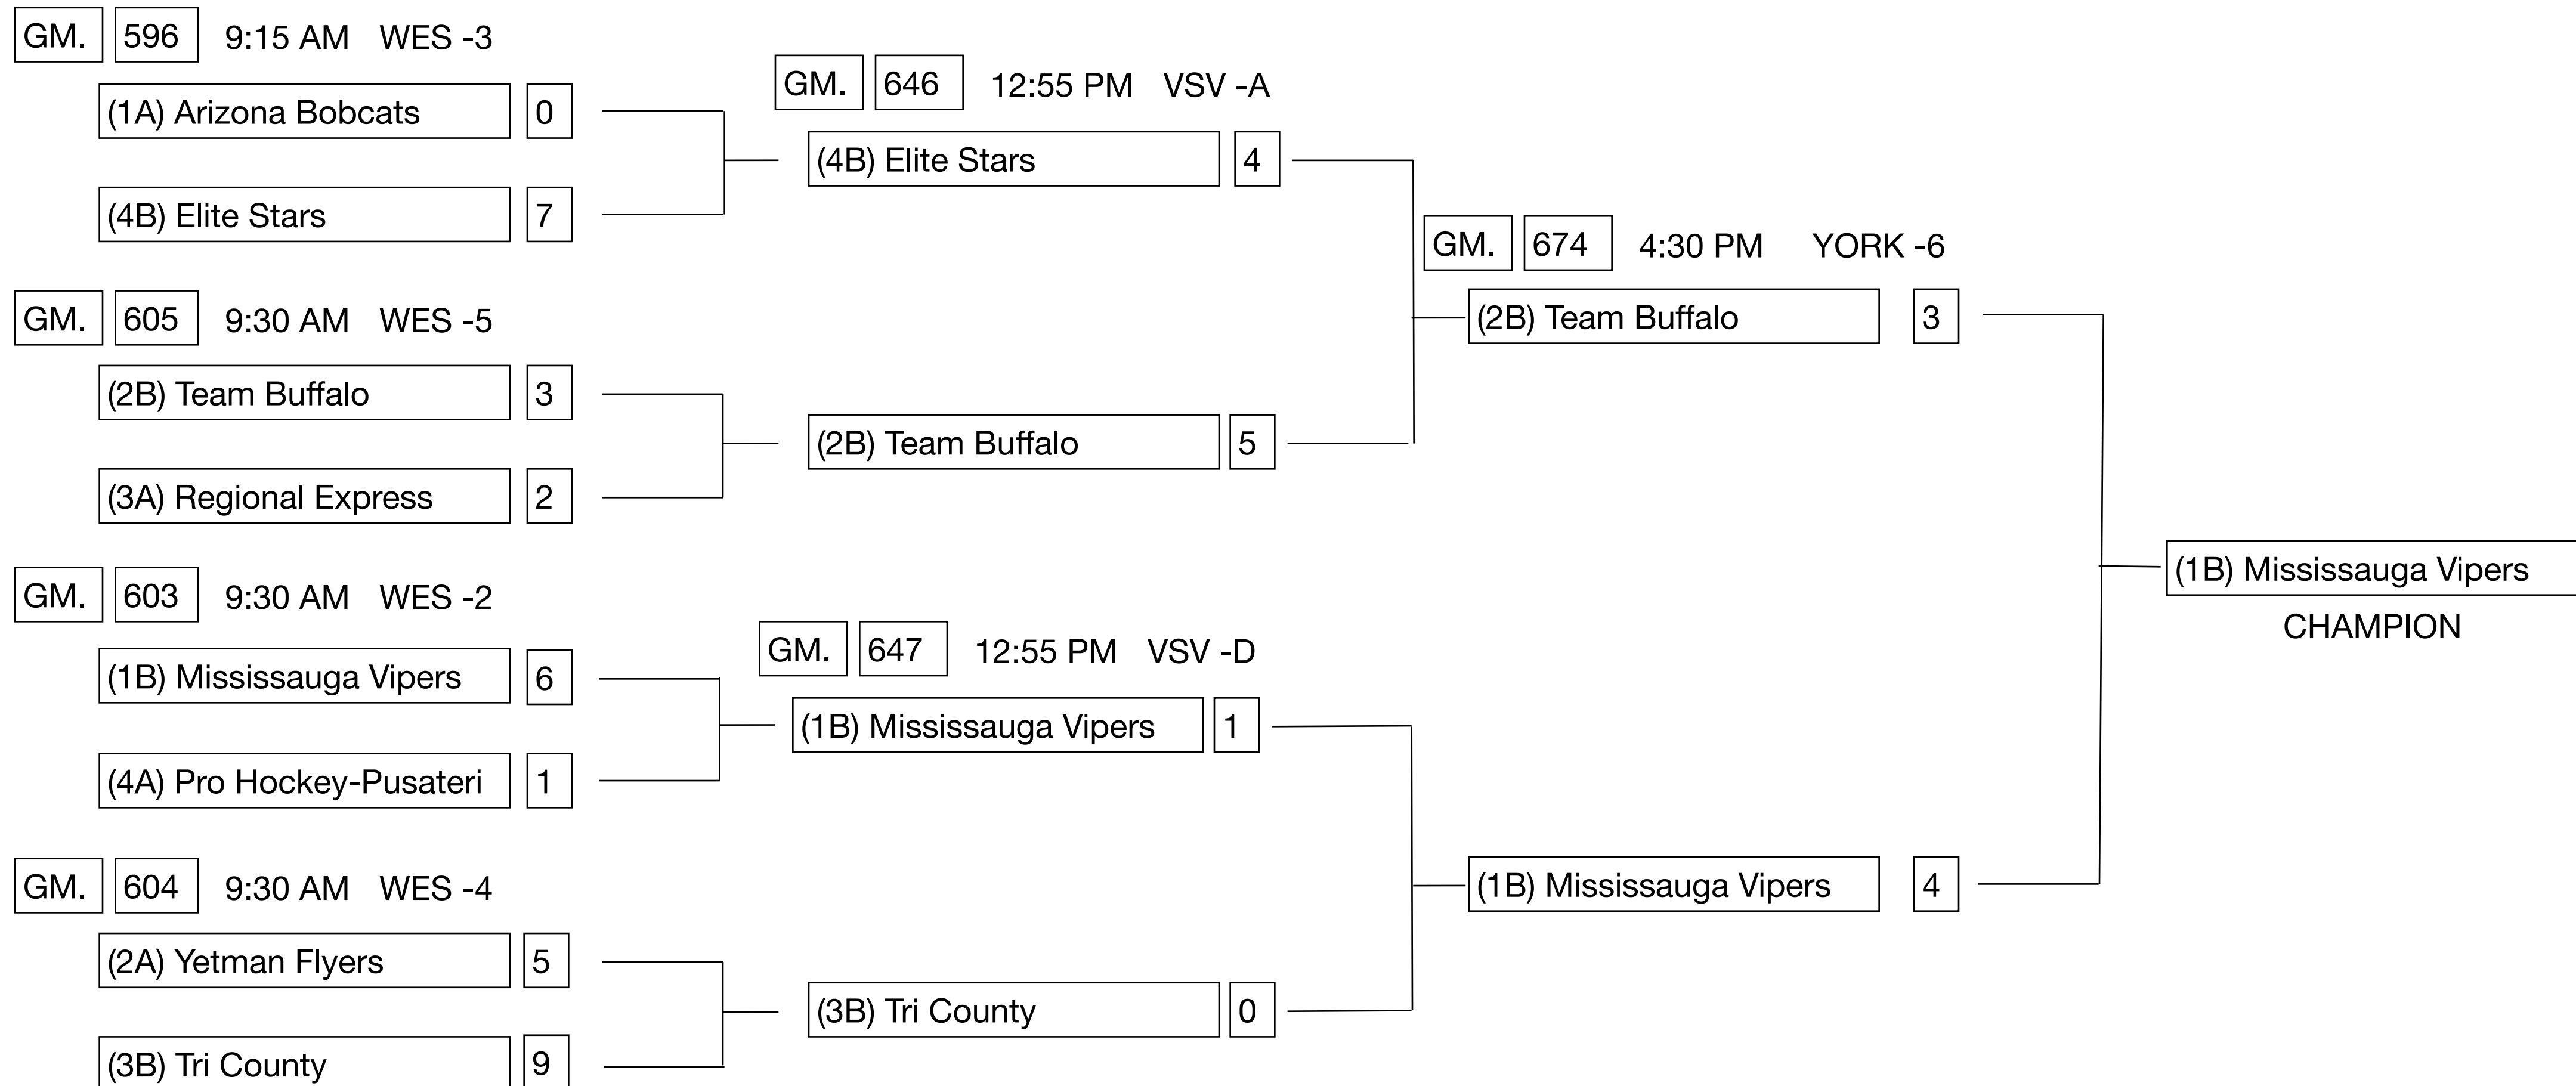 GM. 596 9:15 AM WES -3
(1A) Arizona Bobcats 0
(4B) Elite Stars 7
GM. 605 9:30 AM WES -5
(2B) Team Buffalo 3
(3A) Regional Express 2
GM. 603 9:30 AM WES -2
(1B) Mississauga Vipers 6
(4A) Pro Hockey-Pusateri 1
GM. 604 9:30 AM WES -4
(2A) Yetman Flyers 5
(3B) Tri County 9
GM. 646 12:55 PM VSV -A
(4B) Elite Stars 4
(2B) Team Buffalo 5
GM. 647 12:55 PM VSV -D
(1B) Mississauga Vipers 1
(3B) Tri County 0
GM. 674 4:30 PM YORK -6
(2B) Team Buffalo 3
(1B) Mississauga Vipers 4
(1B) Mississauga Vipers
CHAMPION